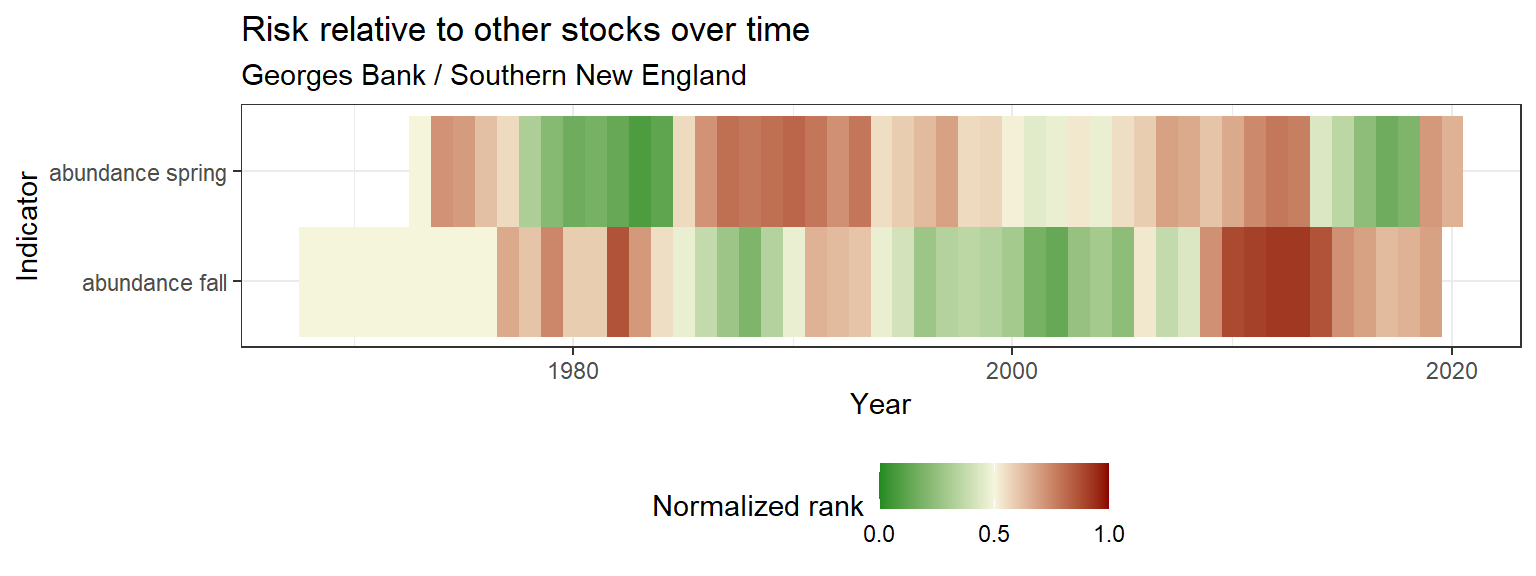 Risk relative to other stocks over time
Georges Bank / Southern New England
Indicator
abundance spring
abundance fall
1980 2000 2020
Year
Normalized rank
0.0 0.5 1.0